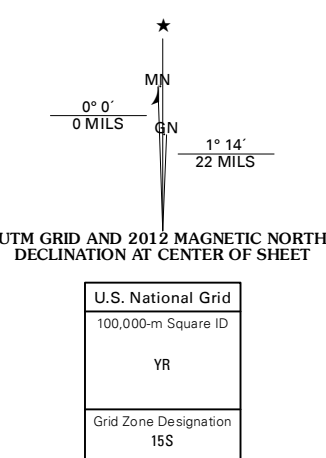 ★
MN
0° 0´
0 MILS
GN
1° 14´
22 MILS
UTM GRID AND 2012 MAGNETIC NORTH
DECLINATION AT CENTER OF SHEET
U.S. National Grid
100,000-m Square ID
YR
Grid Zone Designation
15S